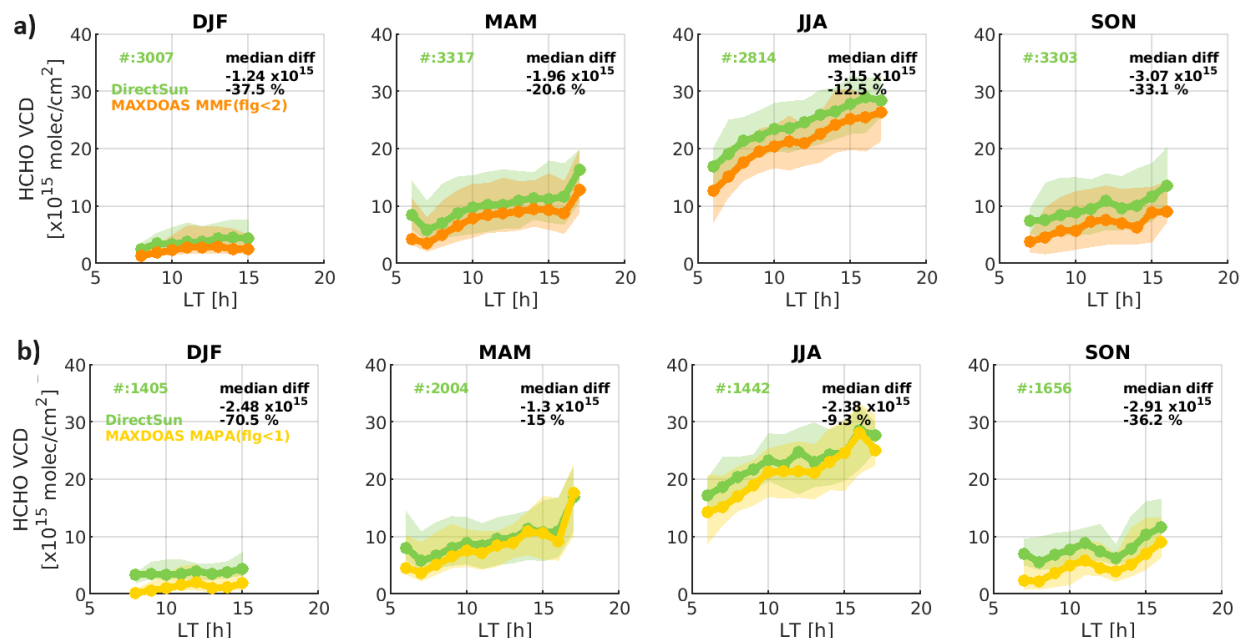 a)
DJF
MAM
JJA
SON
HCHO VCD
[x10^15 molec/cm^2]
40
30
20
10
0
#:3007
median diff
-1.24 x10^15
-37.5 %
DirectSun
MAXDOAS MMF(flg<2)
5
10
15
20
LT [h]
40
30
20
10
0
#:3317
median diff
-1.96 x10^15
-20.6 %
5
10
15
20
LT [h]
40
30
20
10
0
#:2814
median diff
-3.15 x10^15
-12.5 %
5
10
15
20
LT [h]
40
30
20
10
0
#:3303
median diff
-3.07 x10^15
-33.1 %
5
10
15
20
LT [h]
b)
DJF
MAM
JJA
SON
HCHO VCD
[x10^15 molec/cm^2]
40
30
20
10
0
#:1405
median diff
-2.48 x10^15
-70.5 %
DirectSun
MAXDOAS MAPA(flg<1)
5
10
15
20
LT [h]
40
30
20
10
0
#:2004
median diff
-1.3 x10^15
-15 %
5
10
15
20
LT [h]
40
30
20
10
0
#:1442
median diff
-2.38 x10^15
-9.3 %
5
10
15
20
LT [h]
40
30
20
10
0
#:1656
median diff
-2.91 x10^15
-36.2 %
5
10
15
20
LT [h]